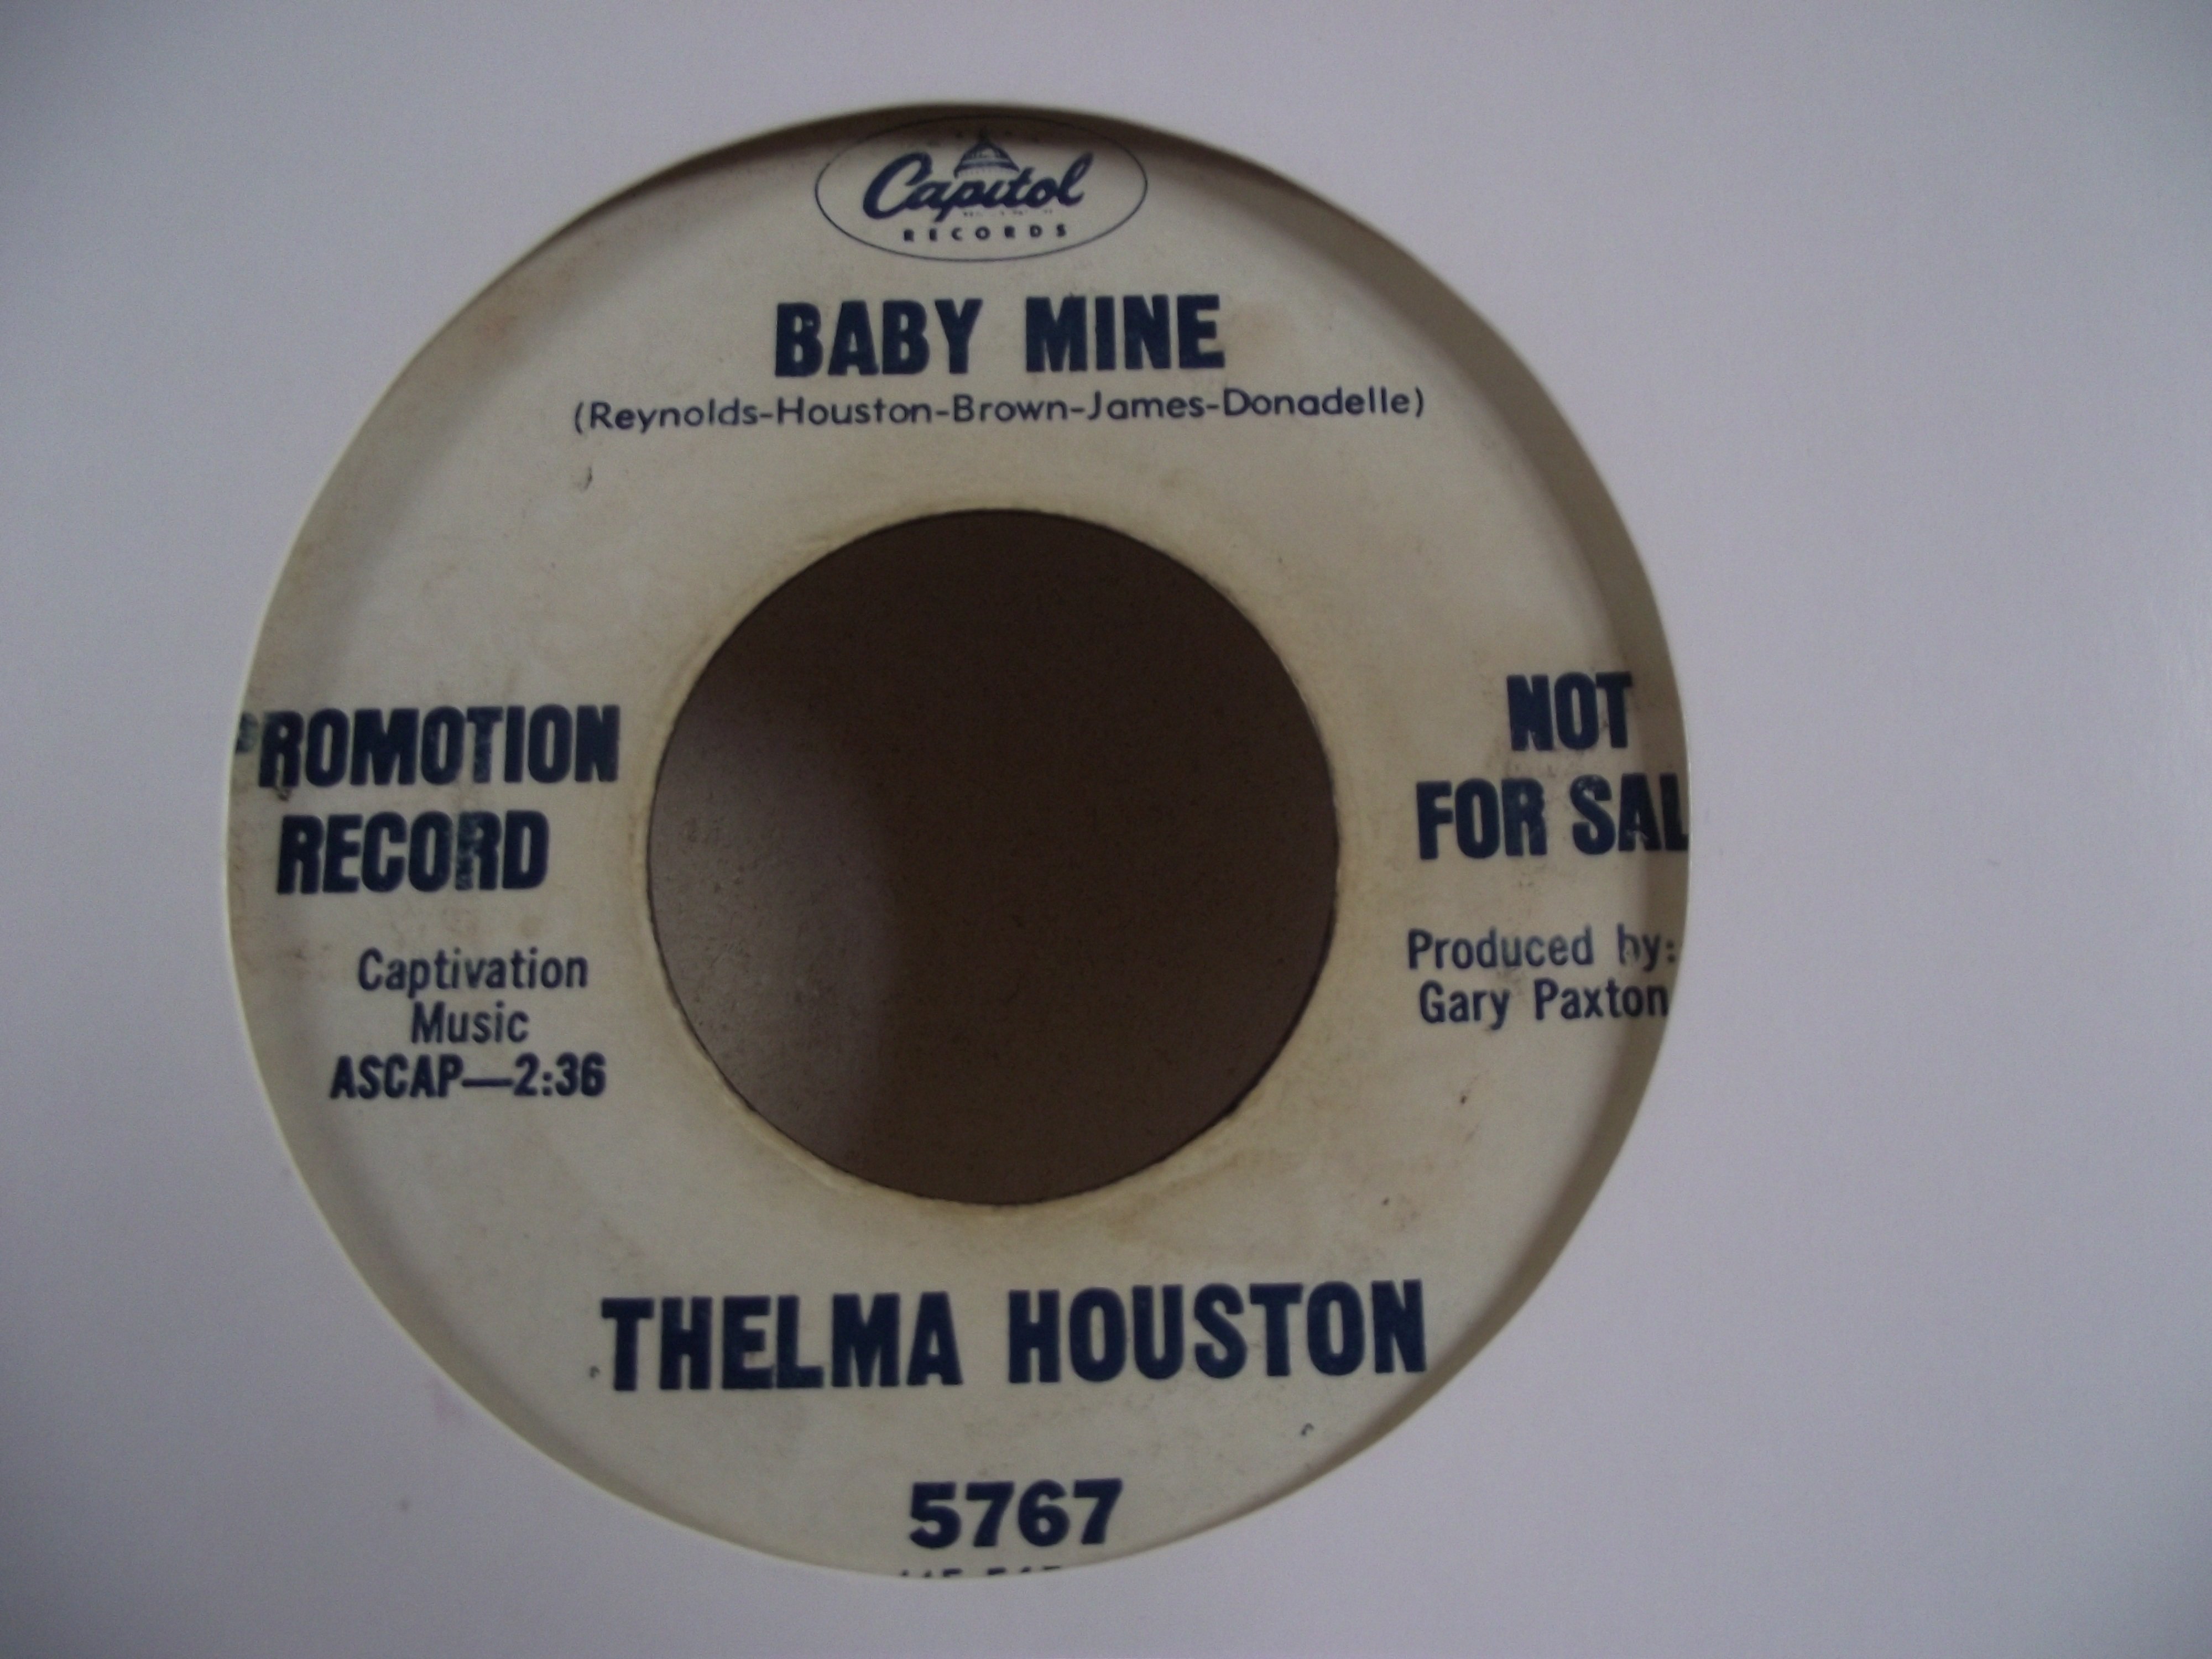 Capitol
RECORDS
BABY MINE
(Reynolds-Houston-Brown-James-Donadelle)
PROMOTION
RECORD
NOT
FOR SAL
Captivation
Music
ASCAP—2:36
Produced by:
Gary Paxton
THELMA HOUSTON
5767